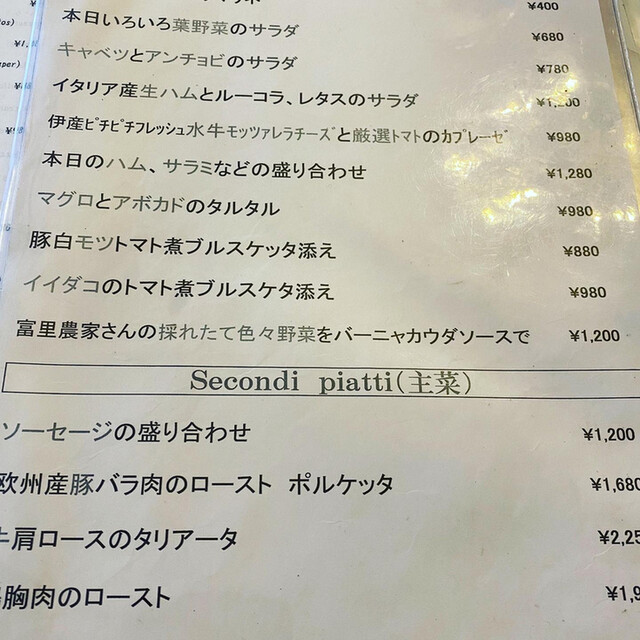 los)
¥400
本日いろいろ葉野菜のサラダ ¥680
キャベツとアンチョビのサラダ ¥780
イタリア産生ハムとルーコラ、レタスのサラダ ¥1,200
伊産ピチピチフレッシュ水牛モッツァレラチーズと厳選トマトのカプレーゼ ¥980
本日のハム、サラミなどの盛り合わせ ¥1,280
マグロとアボカドのタルタル ¥980
豚白モツトマト煮ブルスケッタ添え ¥880
イイダコのトマト煮ブルスケタ添え ¥980
富里農家さんの採れたて色々野菜をバーニャカウダソースで ¥1,200
Secondi piatti(主菜)
ソーセージの盛り合わせ ¥1,200
欧州産豚バラ肉のロースト ポルケッタ ¥1,680
牛肩ロースのタリアータ ¥2,25
胸肉のロースト ¥1,9